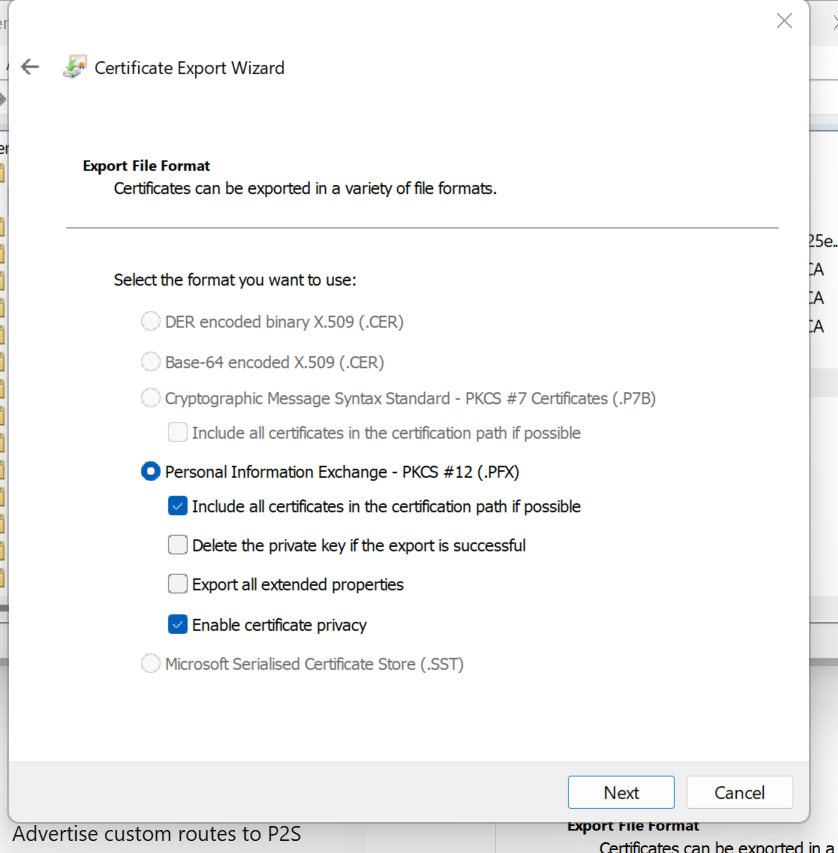 Certificate Export Wizard
Export File Format
Certificates can be exported in a variety of file formats.
25e..
CA
CA
CA
Select the format you want to use:
DER encoded binary X.509 (.CER)
Base-64 encoded X.509 (.CER)
Cryptographic Message Syntax Standard - PKCS #7 Certificates (.P7B)
Include all certificates in the certification path if possible
Personal Information Exchange - PKCS #12 (.PFX)
Include all certificates in the certification path if possible
Delete the private key if the export is successful
Export all extended properties
Enable certificate privacy
Microsoft Serialised Certificate Store (.SST)
Next
Cancel
Advertise custom routes to P2S
Export File Format
Certificates can be exported in a